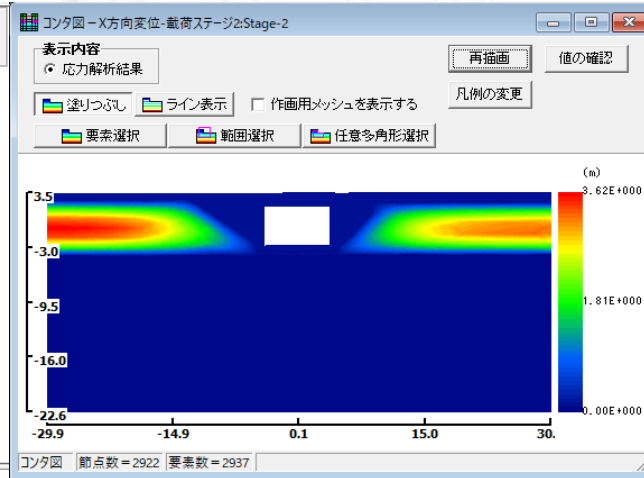 コンタ図－X方向変位-載荷ステージ2:Stage-2
表示内容
応力解析結果
再描画
値の確認
塗りつぶし
ライン表示
作画用メッシュを表示する
凡例の変更
要素選択
範囲選択
任意多角形選択
(m)
3.62E+000
1.81E+000
0.00E+000
3.5
-3.0
-9.5
-16.0
-22.6
-29.9 -14.9 0.1 15.0 30.
コンタ図 節点数＝2922 要素数＝2937